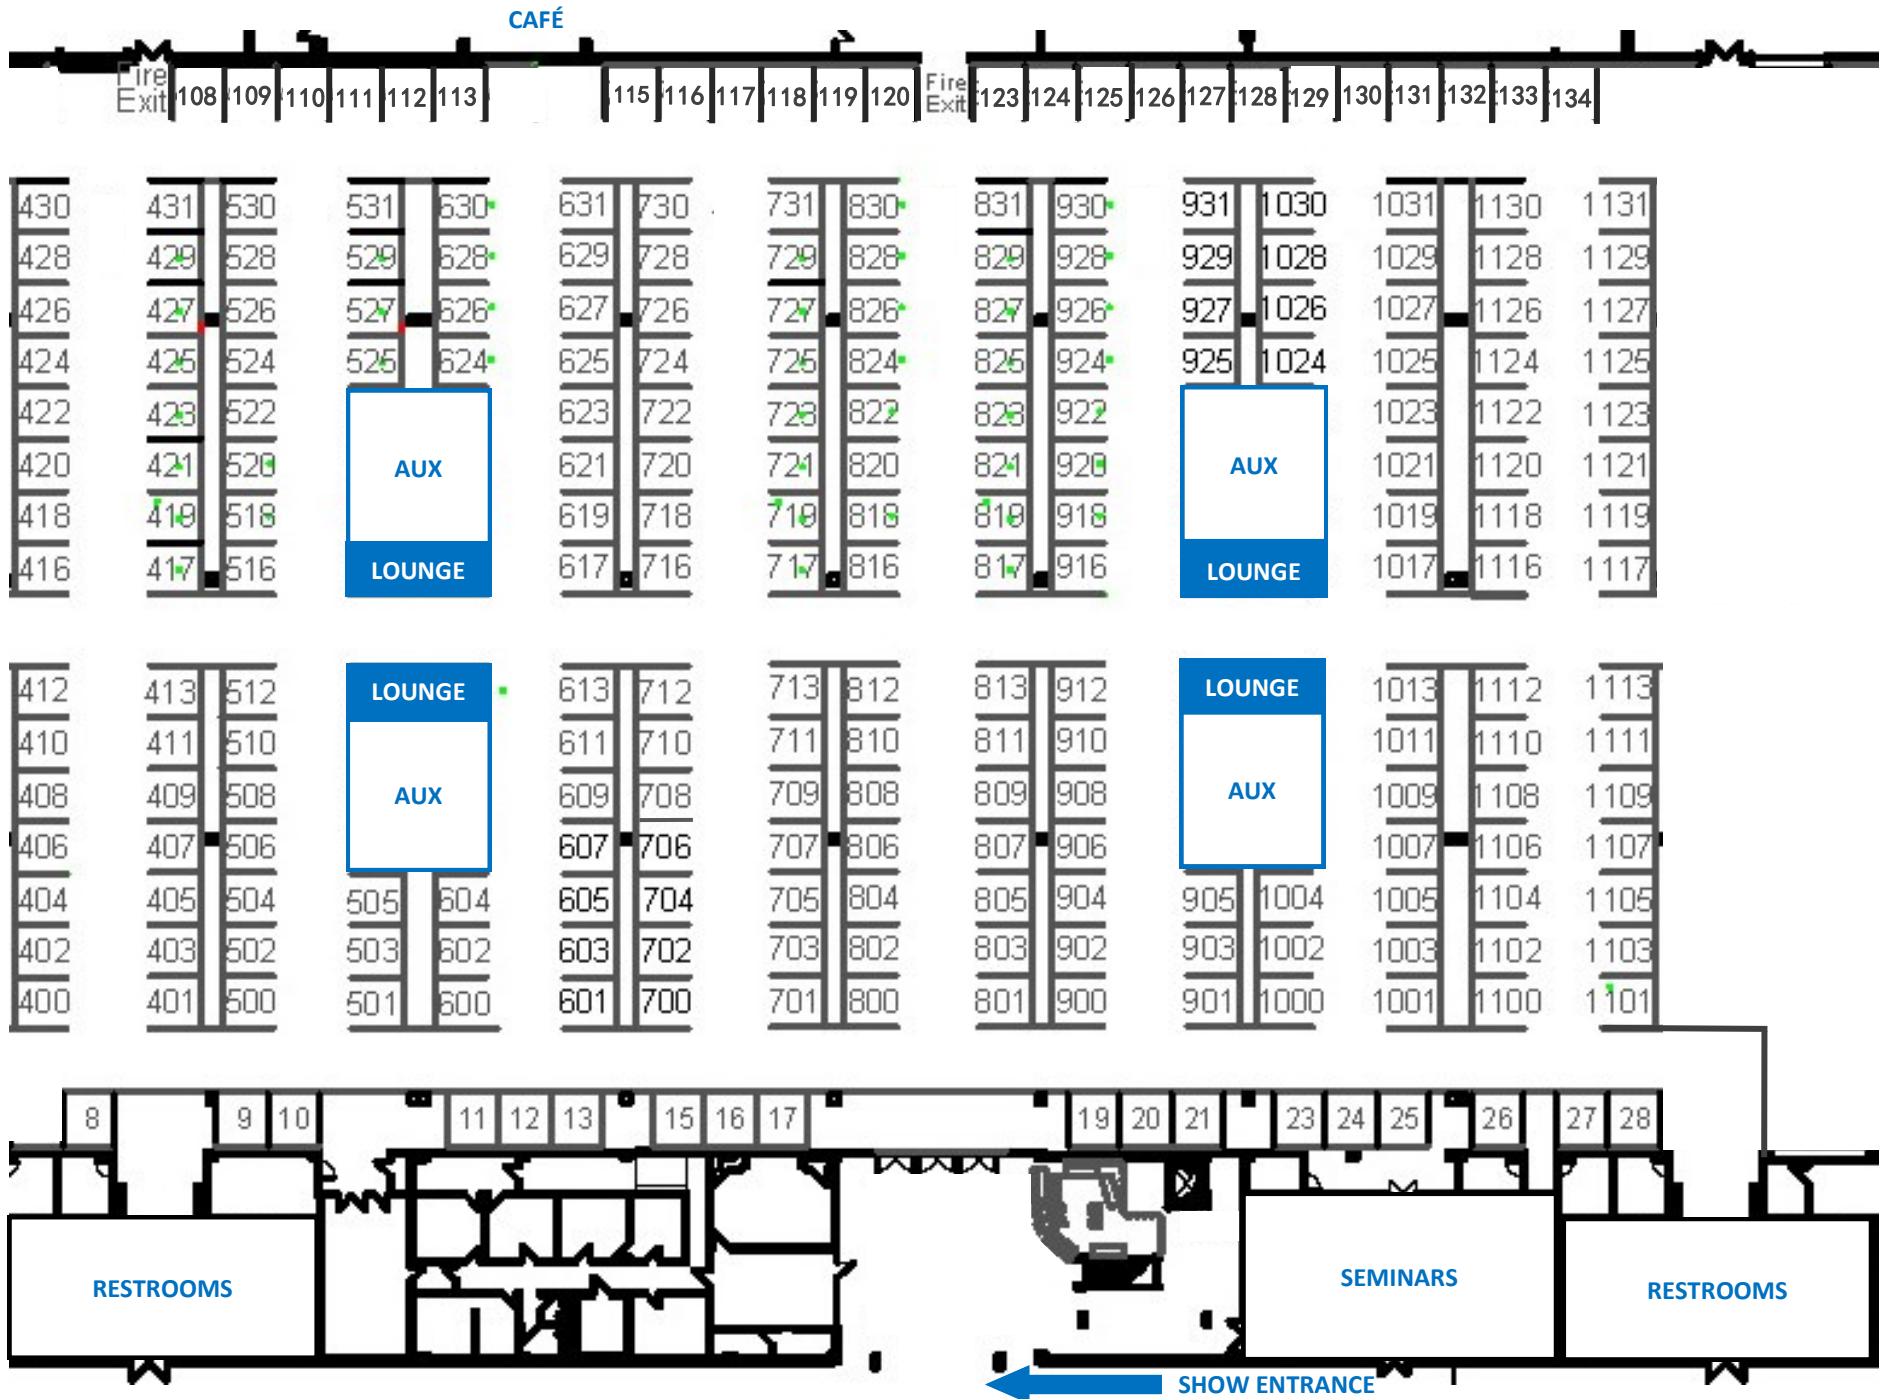 CAFÉ
Fire Exit 108 109 110 111 112 113 115 116 117 118 119 120 Fire Exit 123 124 125 126 127 128 129 130 131 132 133 134
430 431 530 531 630 631 730 731 830 831 930 931 1030 1031 1130 1131
428 429 528 529 628 629 728 729 828 829 928 929 1028 1029 1128 1129
426 427 526 527 626 627 726 727 826 827 926 927 1026 1027 1126 1127
424 425 524 525 624 625 724 725 824 825 924 925 1024 1025 1124 1125
422 423 522 623 722 723 822 823 922 1023 1122 1123
420 421 520 AUX 621 720 721 820 821 920 AUX 1021 1120 1121
418 419 518 619 718 719 818 819 918 1019 1118 1119
416 417 516 LOUNGE 617 716 717 816 817 916 LOUNGE 1017 1116 1117
412 413 512 LOUNGE 613 712 713 812 813 912 LOUNGE 1013 1112 1113
410 411 510 611 710 711 810 811 910 1011 1110 1111
408 409 508 AUX 609 708 709 808 809 908 AUX 1009 1108 1109
406 407 506 607 706 707 806 807 906 1007 1106 1107
404 405 504 505 604 605 704 705 804 805 904 905 1004 1005 1104 1105
402 403 502 503 602 603 702 703 802 803 902 903 1002 1003 1102 1103
400 401 500 501 600 601 700 701 800 801 900 901 1000 1001 1100 1101
8 9 10 11 12 13 15 16 17 19 20 21 23 24 25 26 27 28
RESTROOMS SEMINARS RESTROOMS
SHOW ENTRANCE